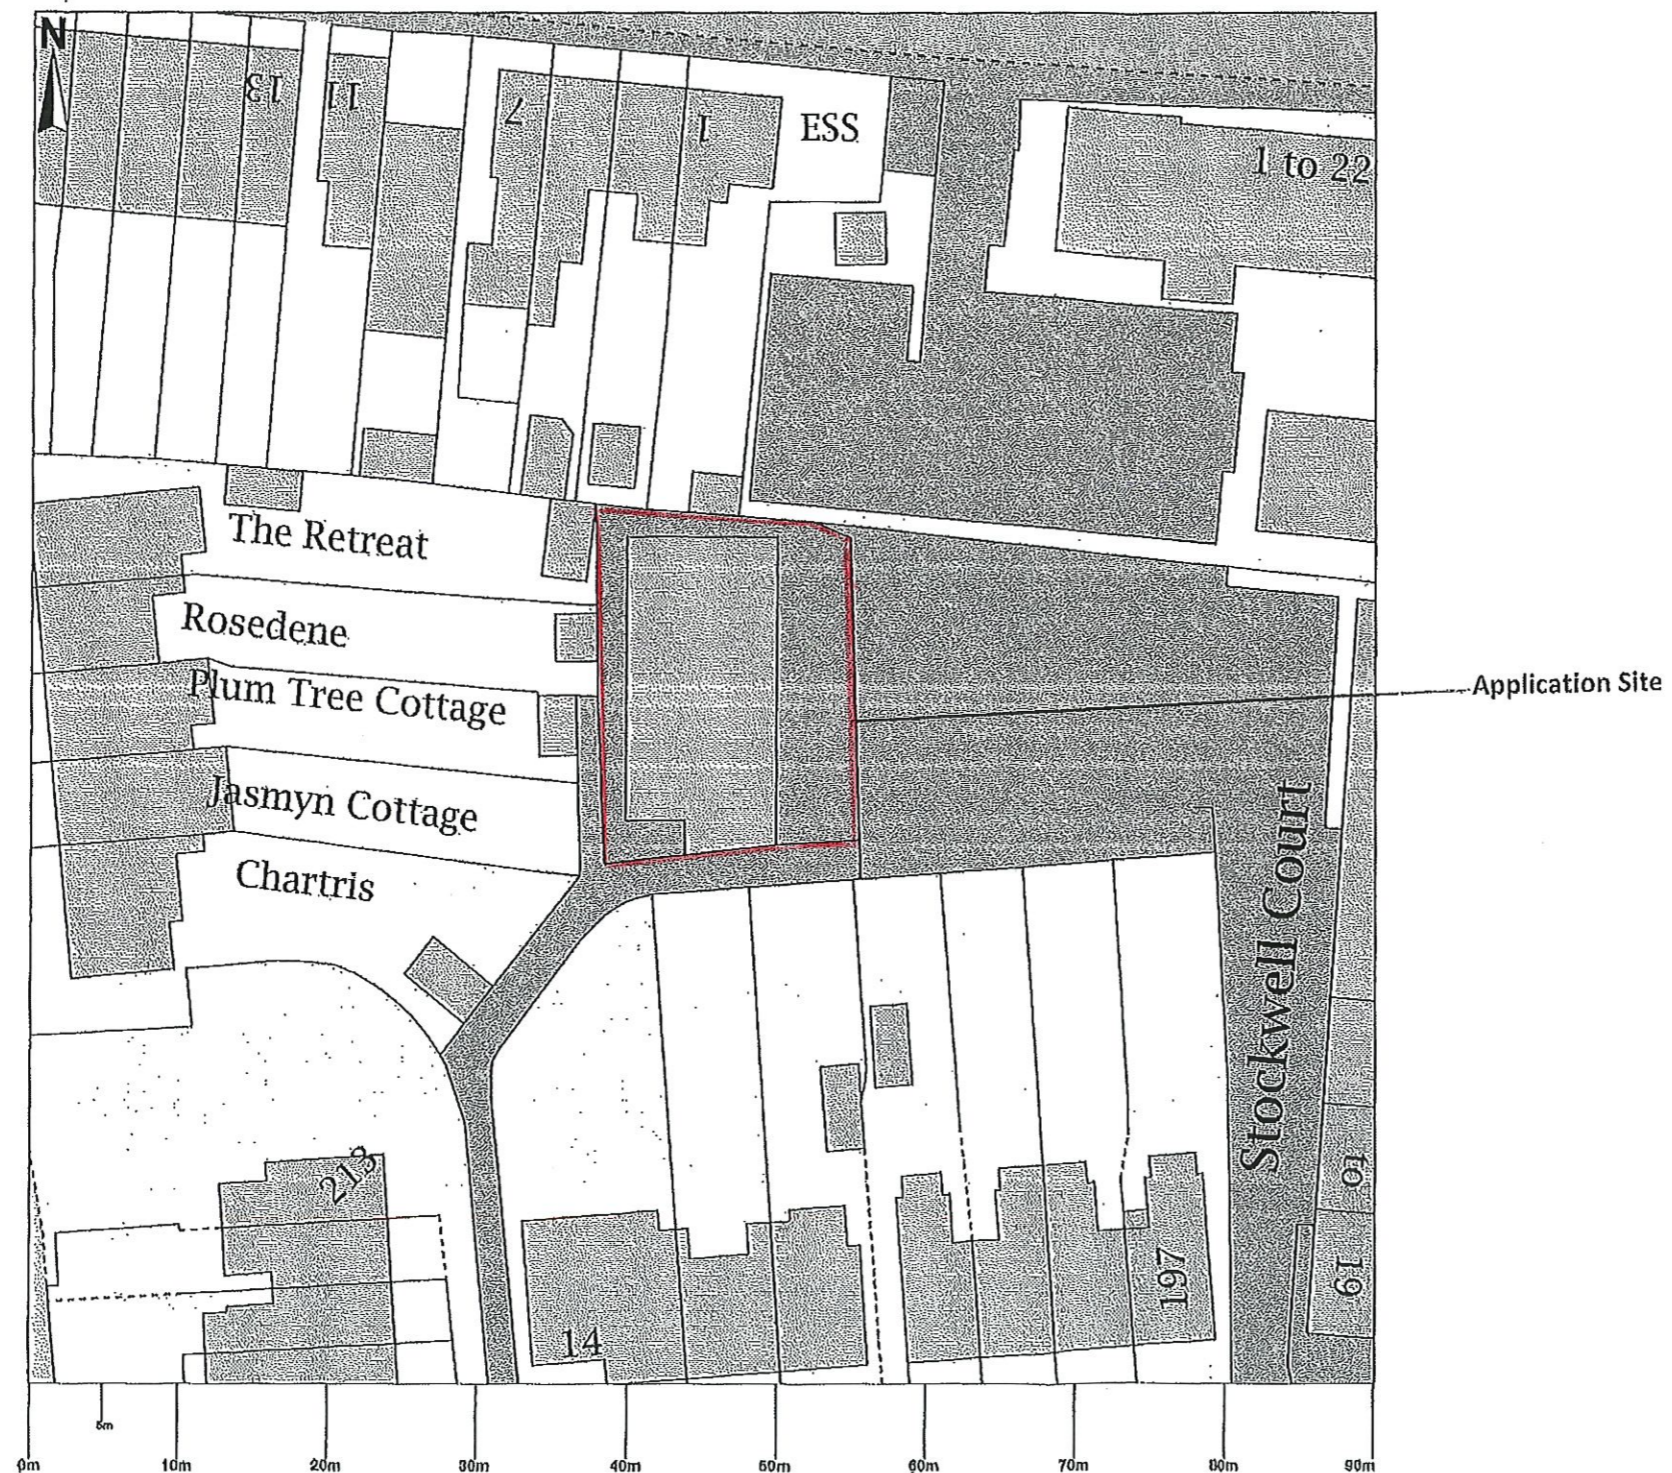 N
13
11
7
1
ESS
1 to 22
The Retreat
Rosedene
Plum Tree Cottage
Application Site
Jasmyn Cottage
Chartris
Stockwell Court
213
to
14
197
19
5m
0m 10m 20m 30m 40m 50m 60m 70m 80m 90m